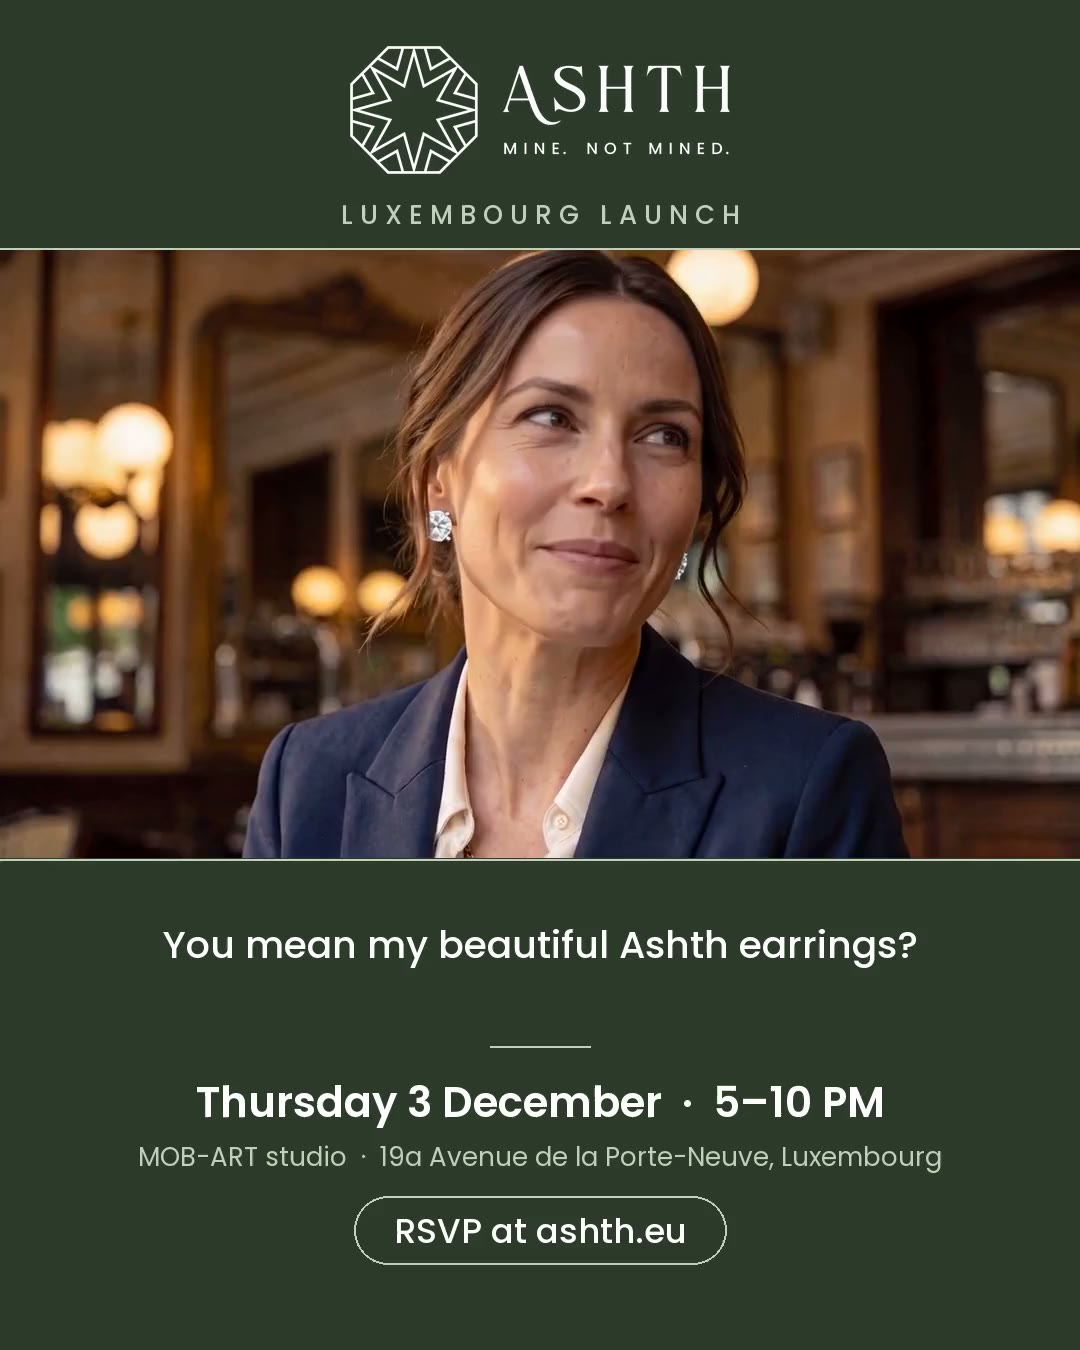 ASHTH
MINE. NOT MINED.
LUXEMBOURG LAUNCH
You mean my beautiful Ashth earrings?
Thursday 3 December · 5–10 PM
MOB-ART studio · 19a Avenue de la Porte-Neuve, Luxembourg
RSVP at ashth.eu